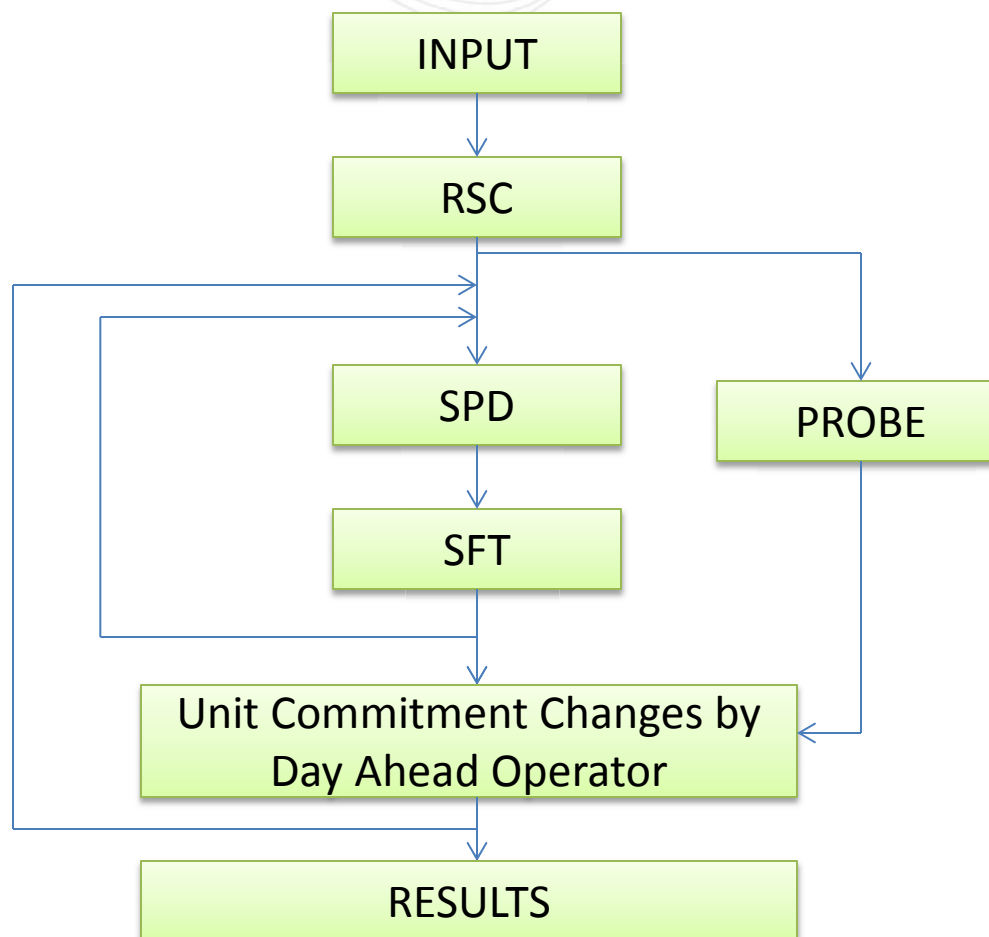 INPUT
RSC
SPD
PROBE
SFT
Unit Commitment Changes by
Day Ahead Operator
RESULTS